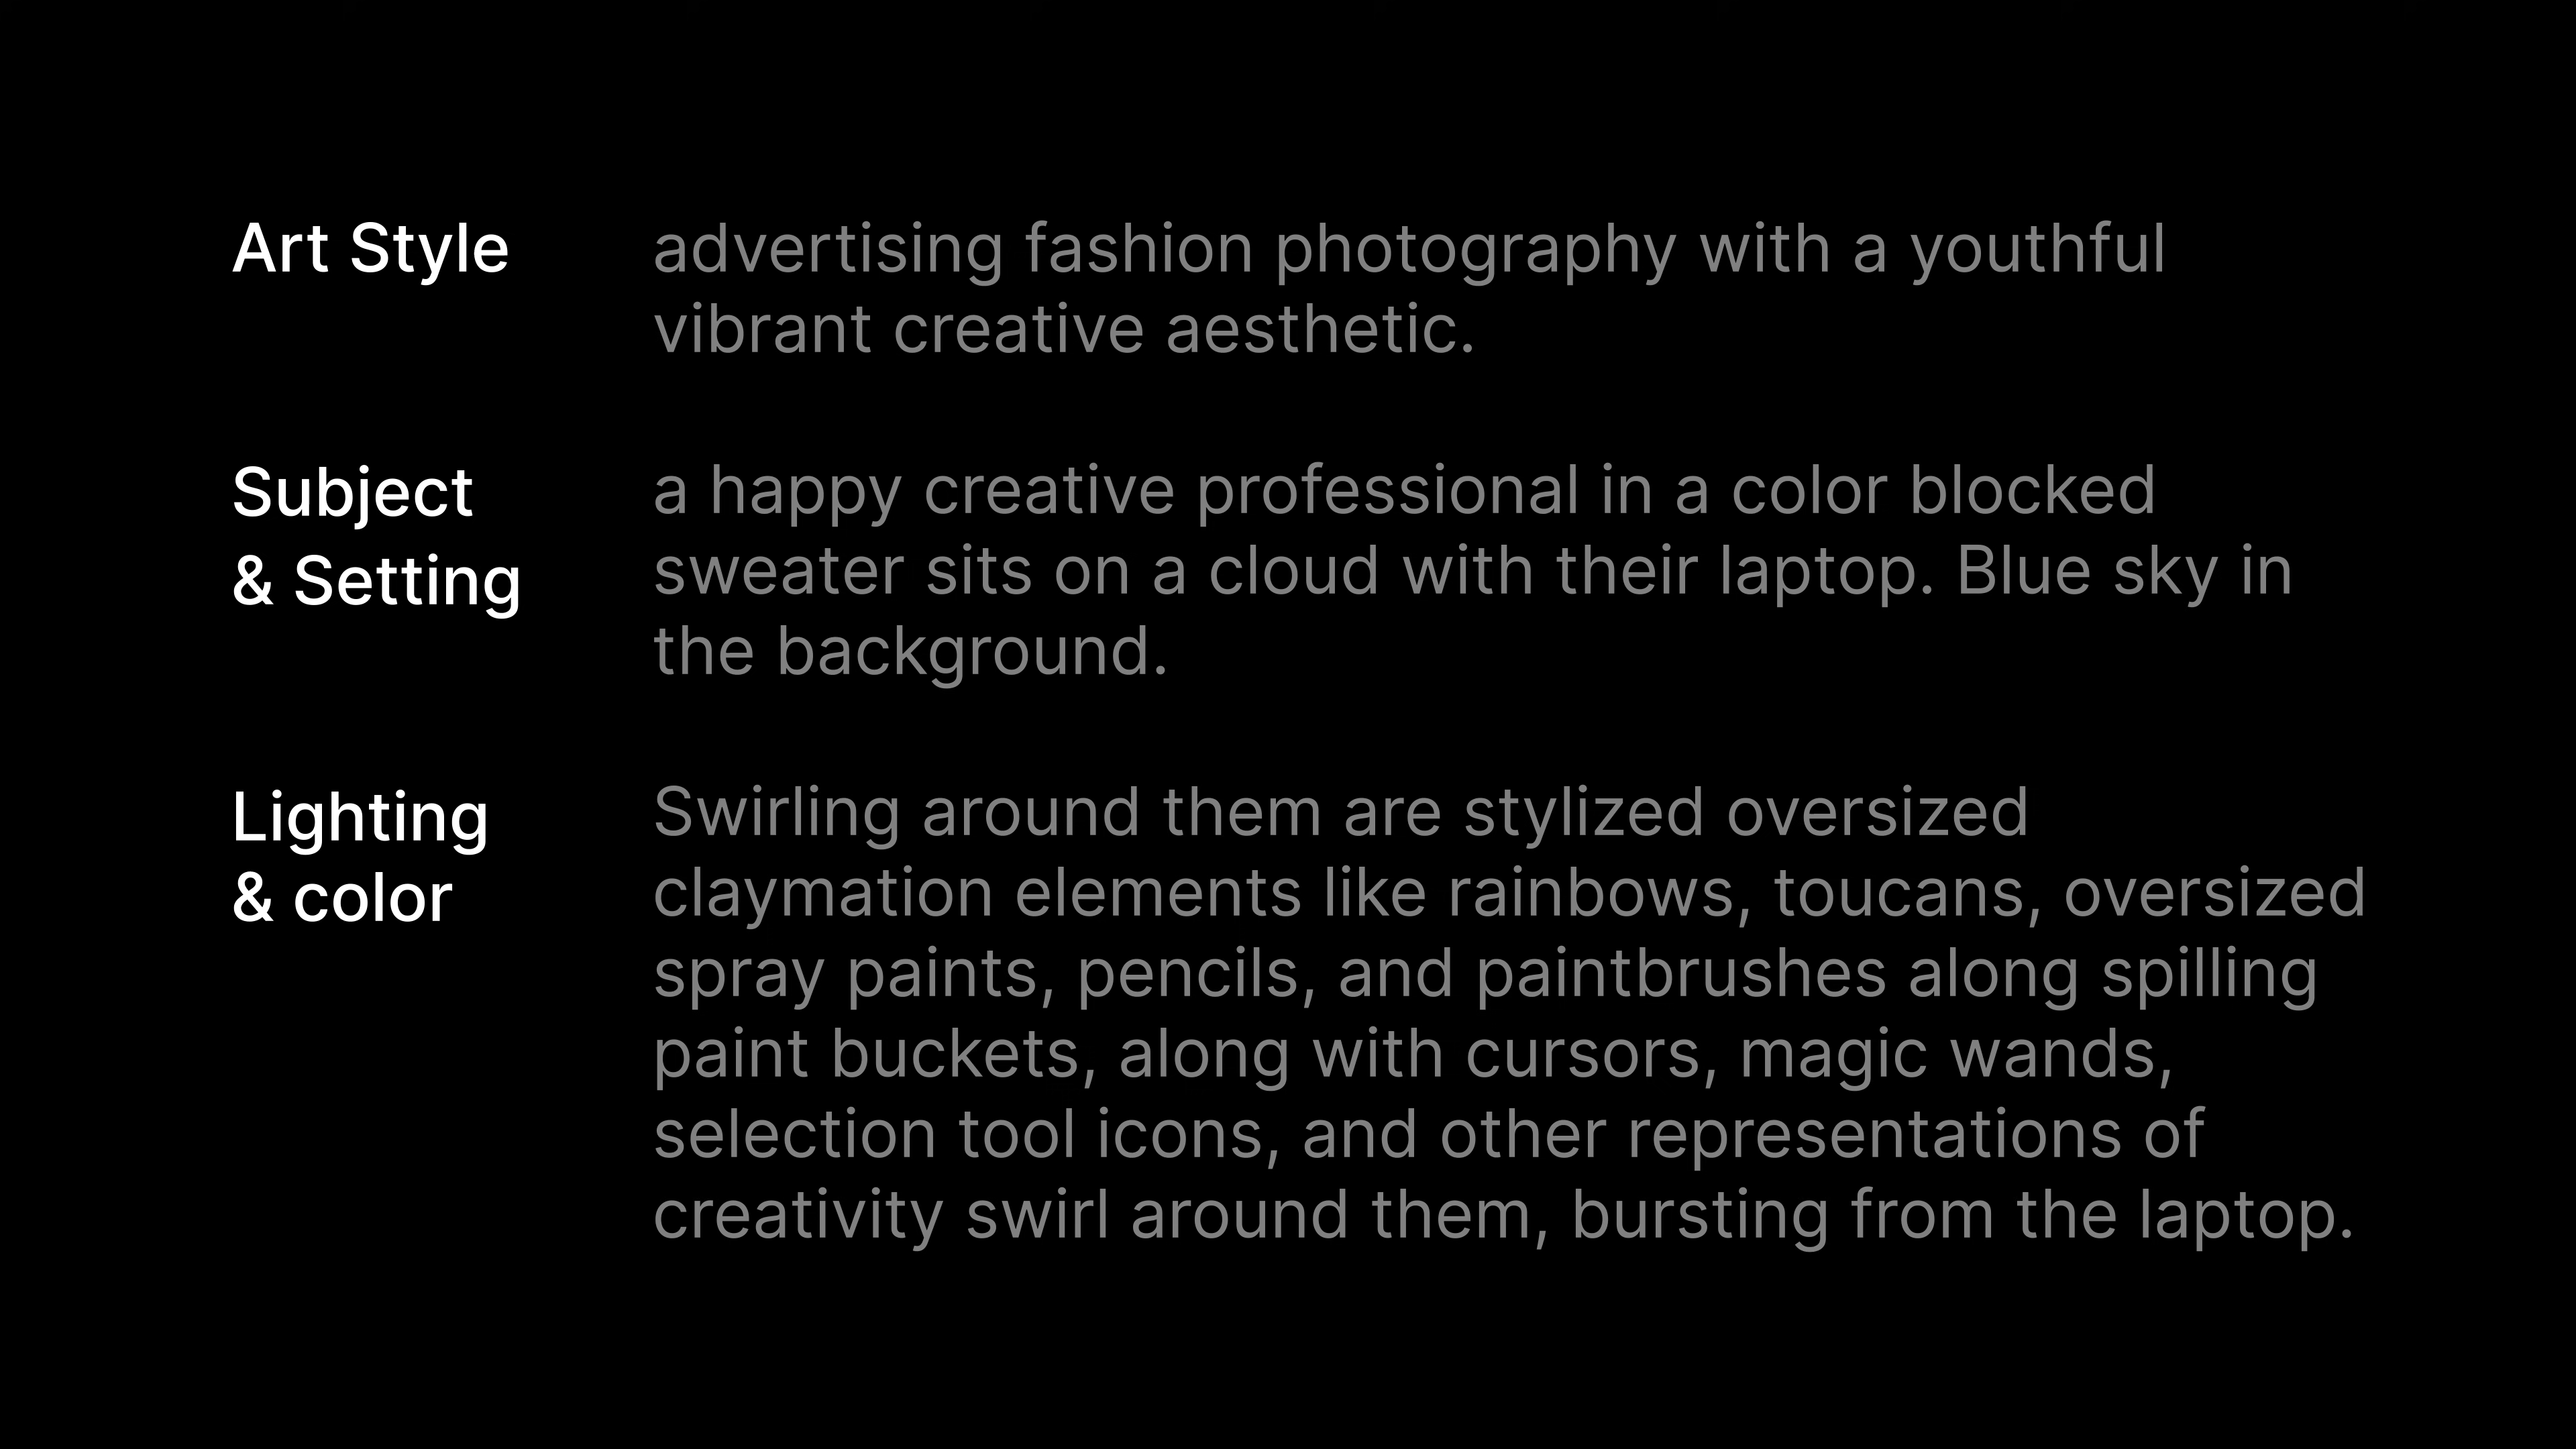 Art Style
advertising fashion photography with a youthful
vibrant creative aesthetic.
Subject
& Setting
a happy creative professional in a color blocked
sweater sits on a cloud with their laptop. Blue sky in
the background.
Lighting
& color
Swirling around them are stylized oversized
claymation elements like rainbows, toucans, oversized
spray paints, pencils, and paintbrushes along spilling
paint buckets, along with cursors, magic wands,
selection tool icons, and other representations of
creativity swirl around them, bursting from the laptop.